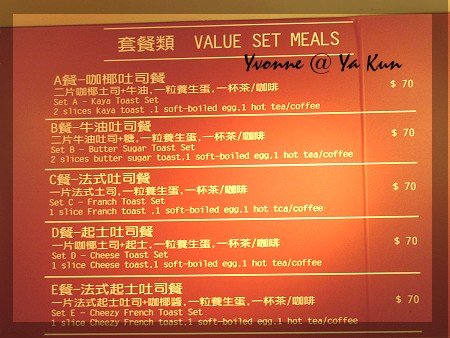 套餐類 VALUE SET MEALS
Yvonne @ Ya Kun
A餐-咖椰吐司餐
二片咖椰土司+牛油,一粒養生蛋,一杯茶/咖啡 $ 70
Set A - Kaya Toast Set
2 slices Kaya toast ,1 soft-boiled egg,1 hot tea/coffee
B餐-牛油吐司餐
二片牛油吐司+糖,一粒養生蛋,一杯茶/咖啡 $ 70
Set B - Butter Sugar Toast Set
2 slices butter sugar toast,1 soft-boiled egg,1 hot tea/coffee
C餐-法式吐司餐
一片法式土司,一粒養生蛋,一杯茶/咖啡 $ 70
Set C - Franch Toast Set
1 slice Franch toast ,1 soft-boiled egg,1 hot tca/coffee
D餐-起士吐司餐
一片咖椰土司+起士,一粒養生蛋,一杯茶/咖啡 $ 70
Set D - Cheese Toast Set
1 slice Cheese toast,1 soft-boiled egg,1 hot tea/coffee
E餐-法式起士吐司餐
一片法式起士吐司+咖椰醬,一粒養生蛋,一杯茶/咖啡 $ 70
Set E - Cheezy French Toast Set
1 slice Cheezy French toast,1 soft-boiled egg,1 hot tea/coffee